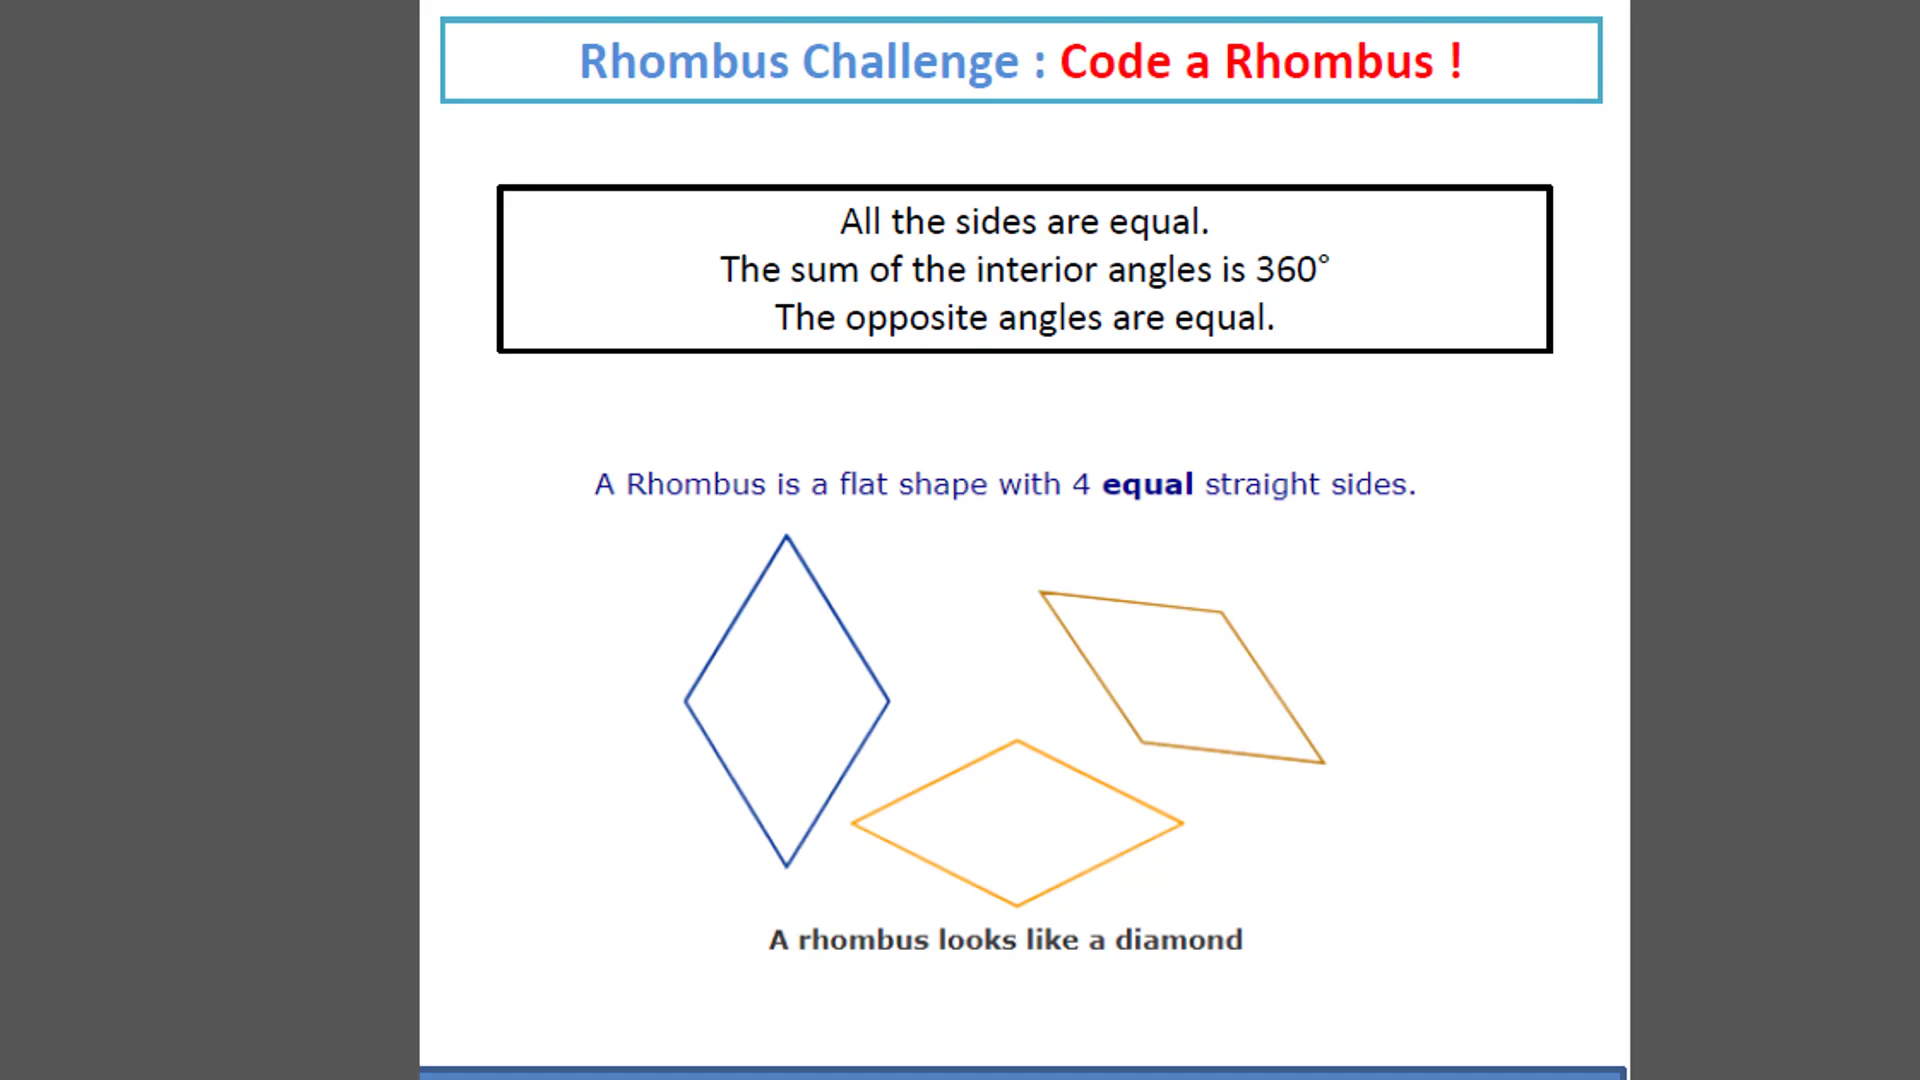 Rhombus Challenge : Code a Rhombus !
All the sides are equal.
The sum of the interior angles is 360°
The opposite angles are equal.
A Rhombus is a flat shape with 4 equal straight sides.
A rhombus looks like a diamond